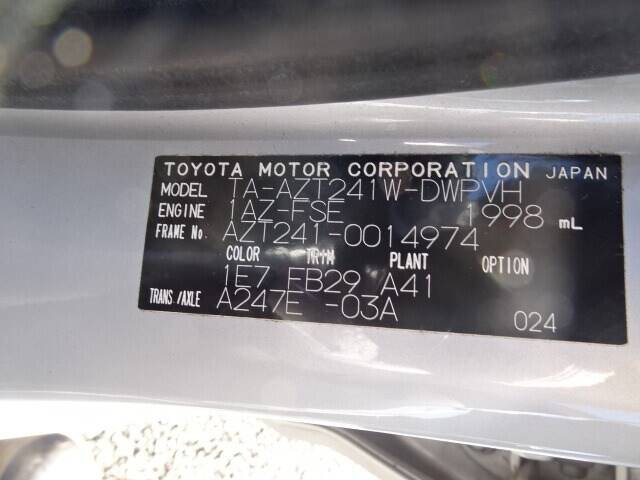 TOYOTA MOTOR CORPORATION JAPAN
MODEL TA-AZT241W-DWPVH
ENGINE 1AZ-FSE 1998 mL
FRAME No. AZT241-0014974
COLOR TRIM PLANT OPTION
1E7 FB29 A41
TRANS./AXLE A247E -03A
024